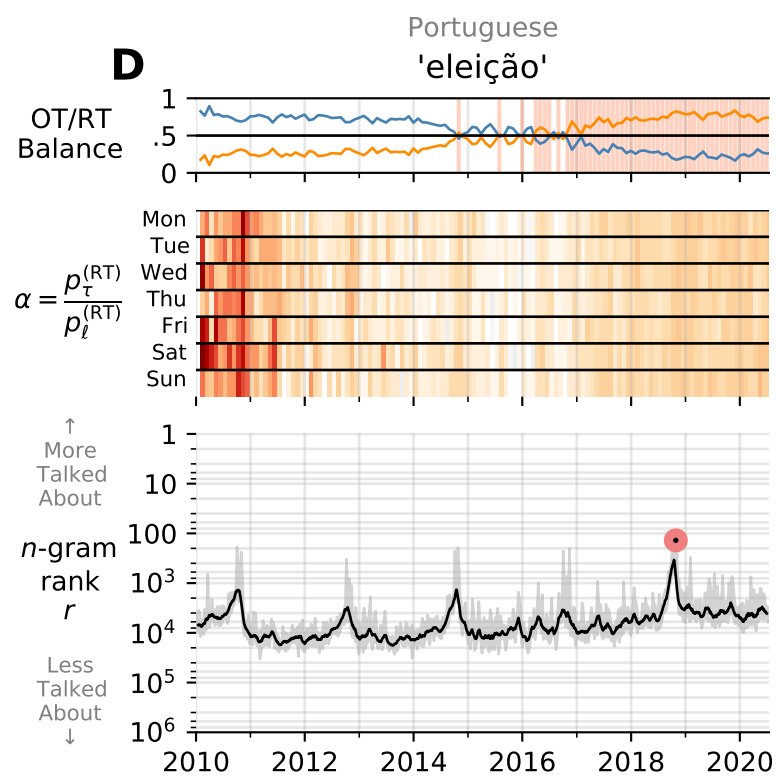 Portuguese
D
'eleição'
OT/RT
Balance
1
.5
0
Mon
Tue
Wed
Thu
Fri
Sat
Sun
α = p_τ^(RT) / p_ℓ^(RT)
↑
More
Talked
About
n-gram
rank
r
Less
Talked
About
↓
1
10
100
10³
10⁴
10⁵
10⁶
2010 2012 2014 2016 2018 2020